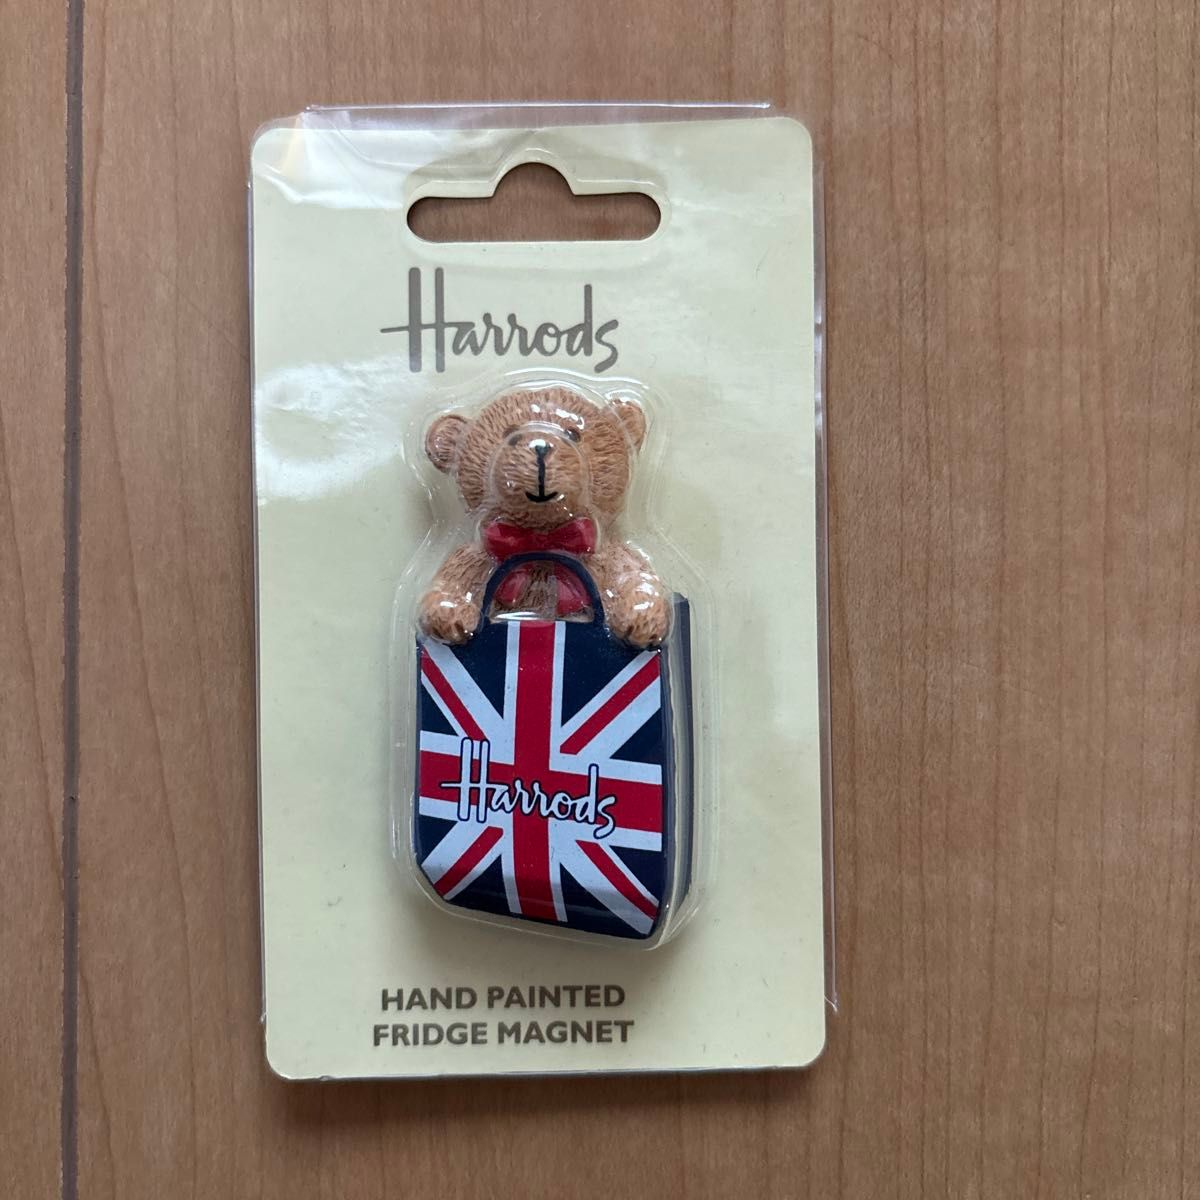 Harrods
Harrods
HAND PAINTED
FRIDGE MAGNET